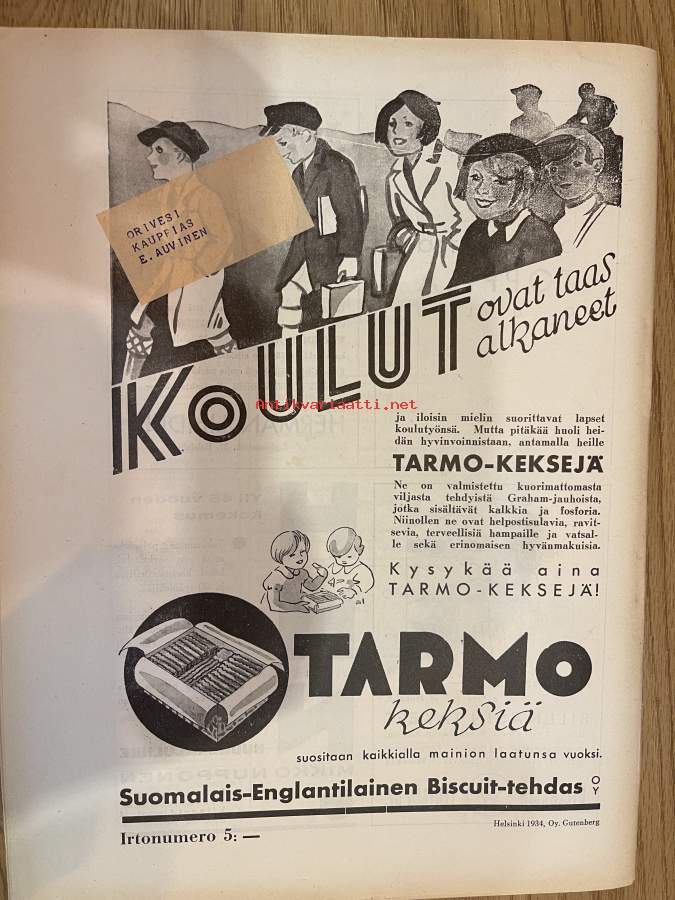 ORIVESI
KAUPPIAS
E. AUVINEN
KOULUT ovat taas
alkaneet
Antikvariaatti.net
ja iloisin mielin suorittavat lapset
koulutyönsä. Mutta pitäkää huoli hei-
dän hyvinvoinnistaan, antamalla heille
TARMO-KEKSEJÄ
Ne on valmistettu kuorimattomasta
viljasta tehdyistä Graham-jauhoista,
jotka sisältävät kalkkia ja fosforia.
Niinollen ne ovat helpostisulavia, ravit-
sevia, terveellisiä hampaille ja vatsal-
le sekä erinomaisen hyvänmakuisia.
Kysykää aina
TARMO-KEKSEJÄ!
TARMO
keksiä
suositaan kaikkialla mainion laatunsa vuoksi.
Suomalais-Englantilainen Biscuit-tehdas OY
Helsinki 1934, Oy. Gutenberg
Irtonumero 5: —